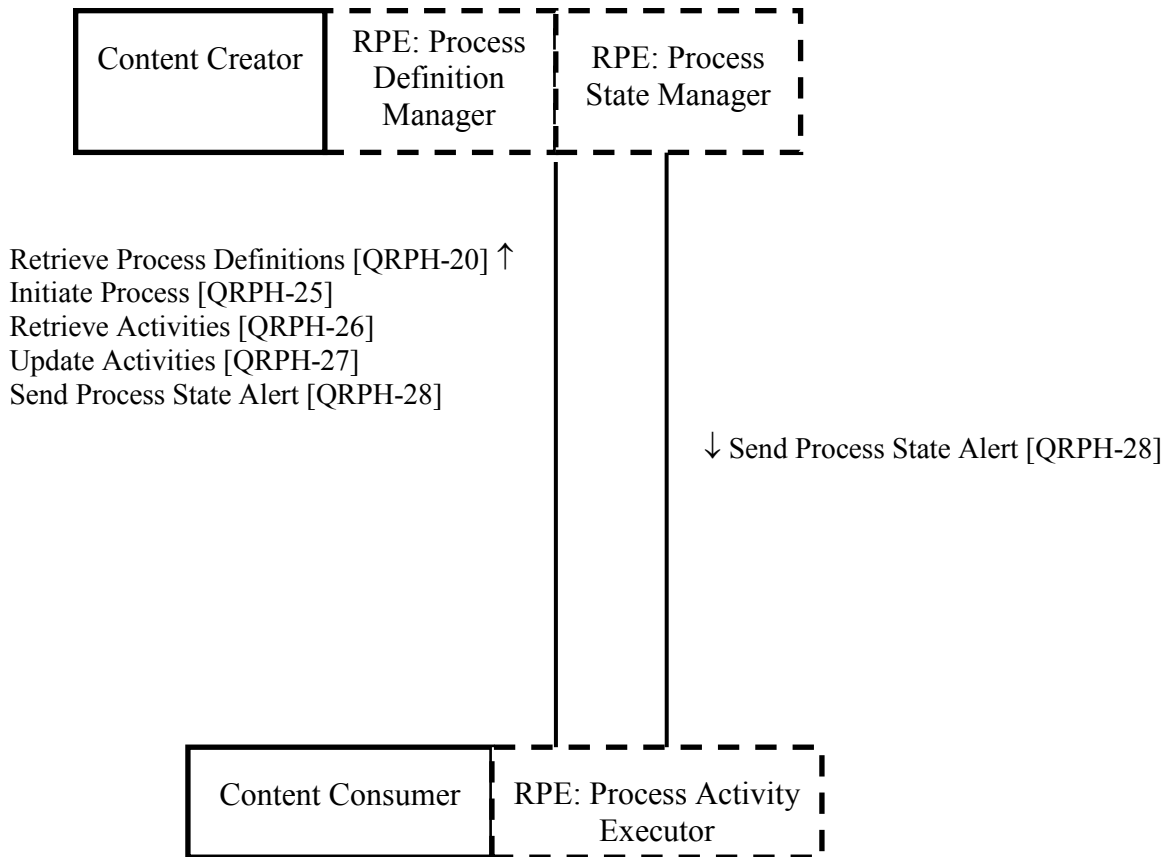 Content Creator
RPE: Process
Definition
Manager
RPE: Process
State Manager
Retrieve Process Definitions [QRPH-20] ↑
Initiate Process [QRPH-25]
Retrieve Activities [QRPH-26]
Update Activities [QRPH-27]
Send Process State Alert [QRPH-28]
↓ Send Process State Alert [QRPH-28]
Content Consumer
RPE: Process Activity
Executor